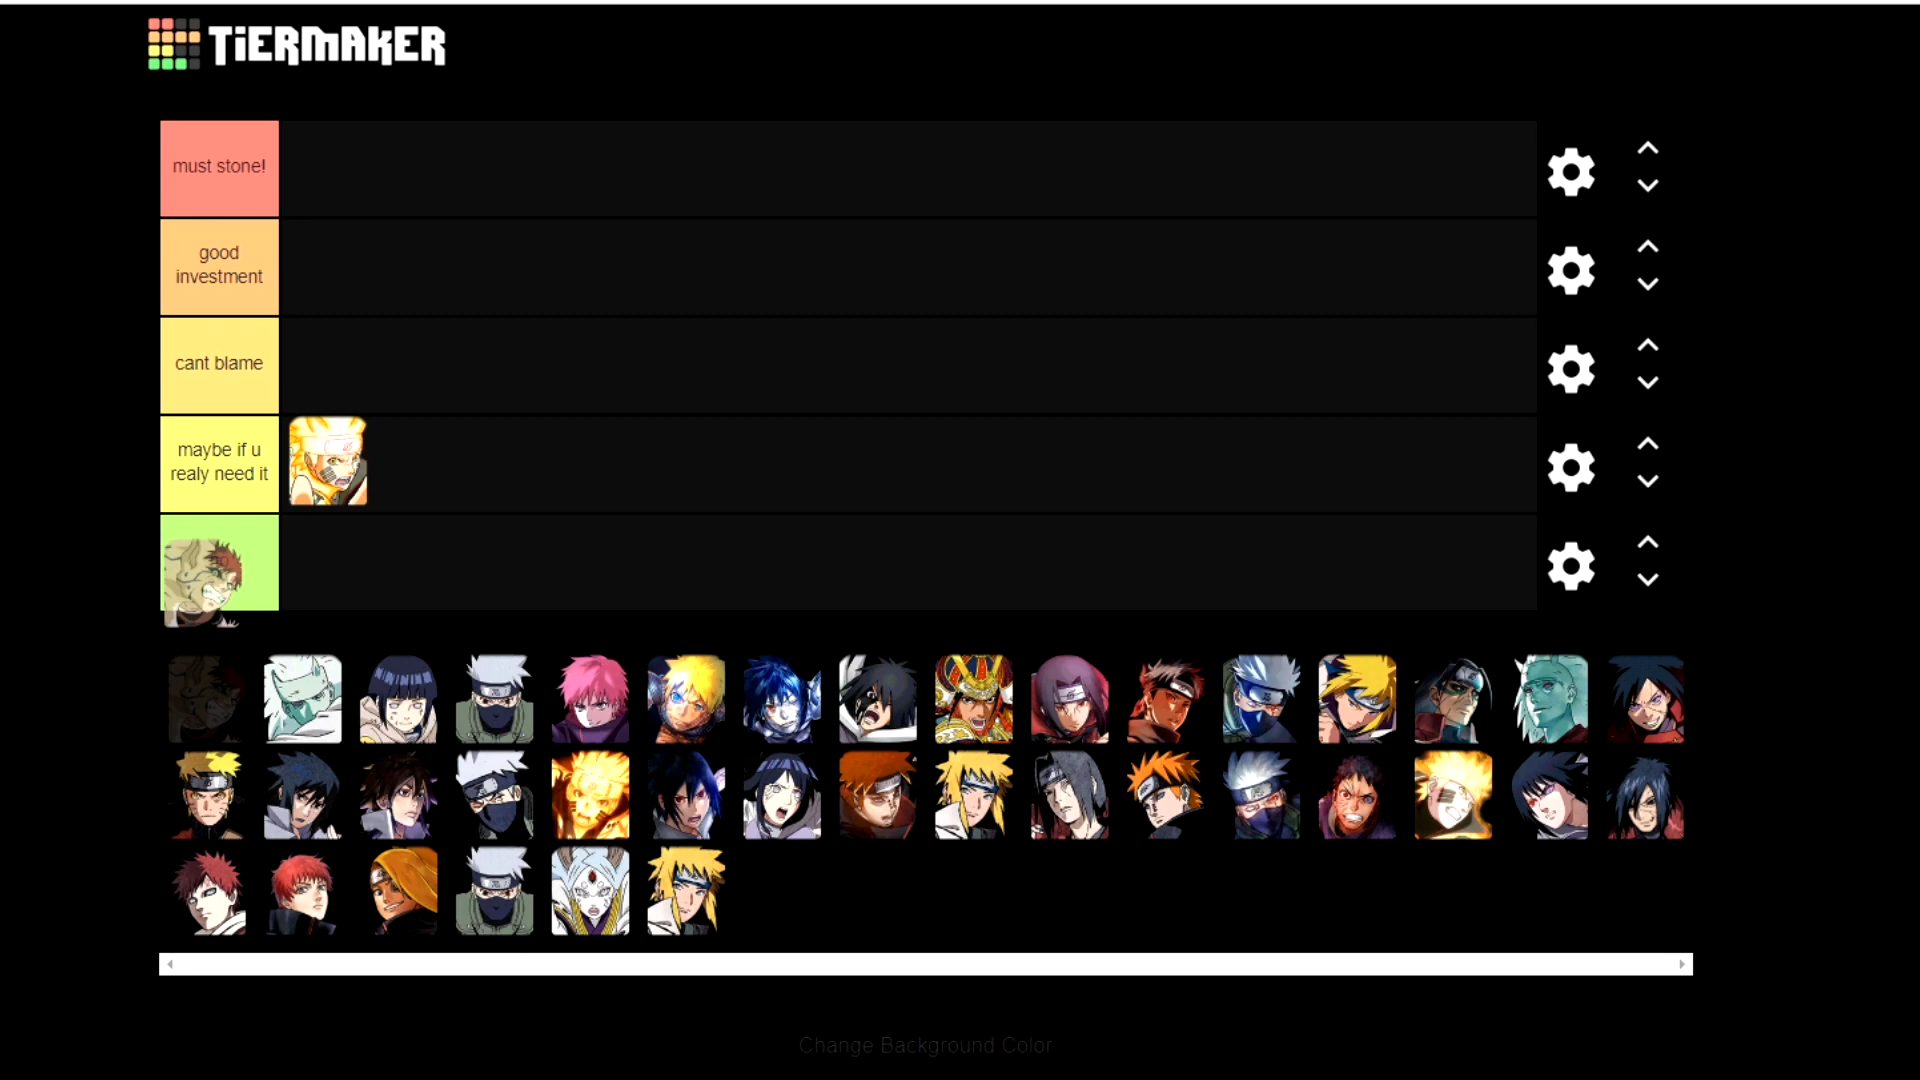 TiERMAKER
must stone!
good
investment
cant blame
maybe if u
realy need it
Change Background Color